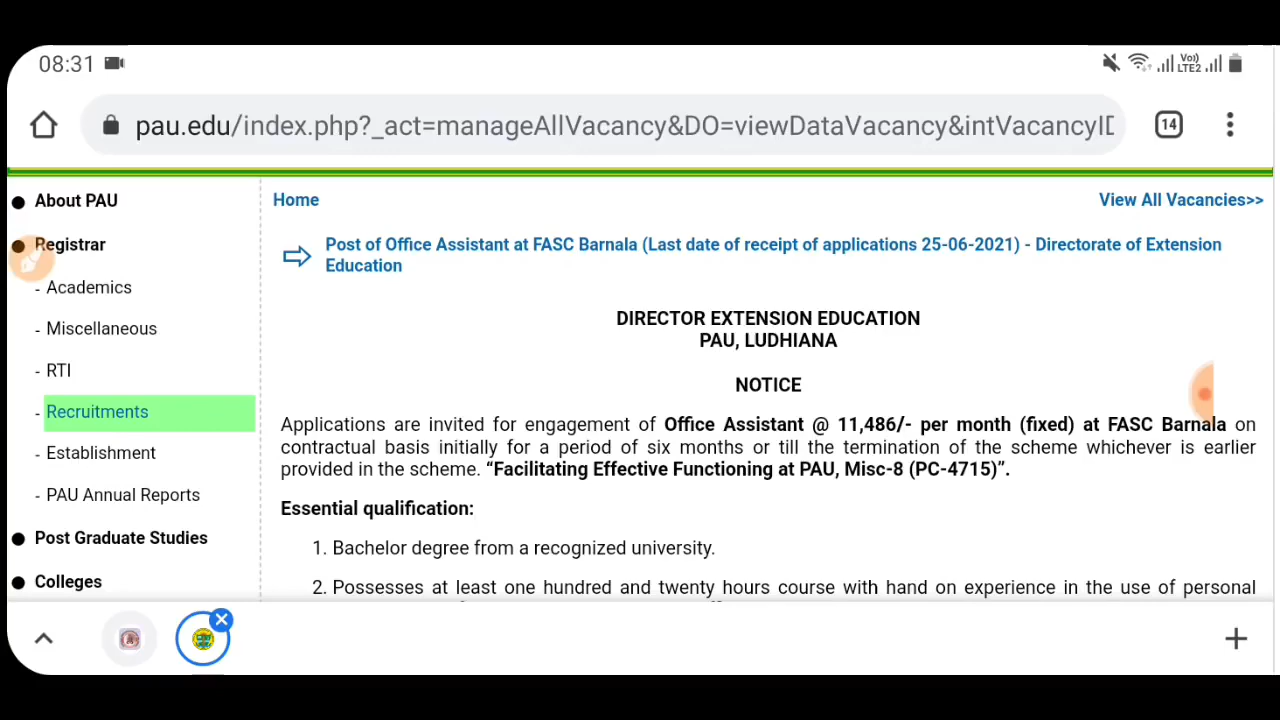 08:31
Vo) LTE2
pau.edu/index.php?_act=manageAllVacancy&DO=viewDataVacancy&intVacancyID
14
About PAU
Registrar
- Academics
- Miscellaneous
- RTI
- Recruitments
- Establishment
- PAU Annual Reports
Post Graduate Studies
Colleges
Home
View All Vacancies>>
Post of Office Assistant at FASC Barnala (Last date of receipt of applications 25-06-2021) - Directorate of Extension
Education
DIRECTOR EXTENSION EDUCATION
PAU, LUDHIANA
NOTICE
Applications are invited for engagement of Office Assistant @ 11,486/- per month (fixed) at FASC Barnala on
contractual basis initially for a period of six months or till the termination of the scheme whichever is earlier
provided in the scheme. “Facilitating Effective Functioning at PAU, Misc-8 (PC-4715)”.
Essential qualification:
1. Bachelor degree from a recognized university.
2. Possesses at least one hundred and twenty hours course with hand on experience in the use of personal